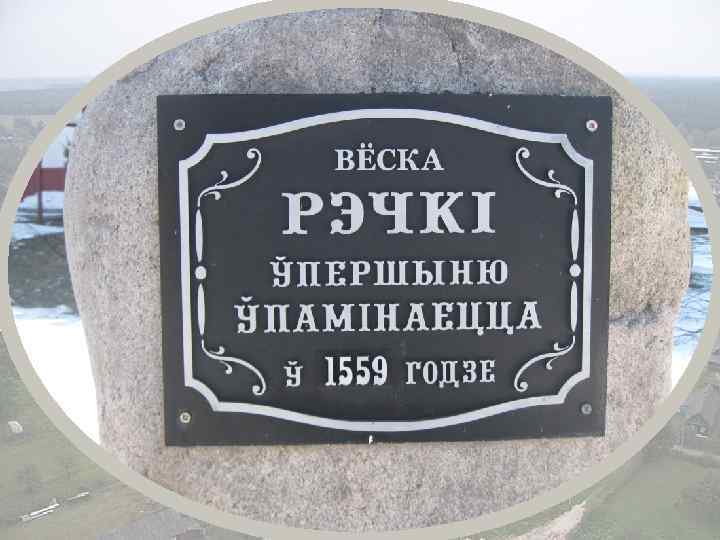 ВЁСКА
РЭЧКІ
ЎПЕРШЫНЮ
ЎПАМІНАЕЦЦА
Ў 1559 ГОДЗЕ